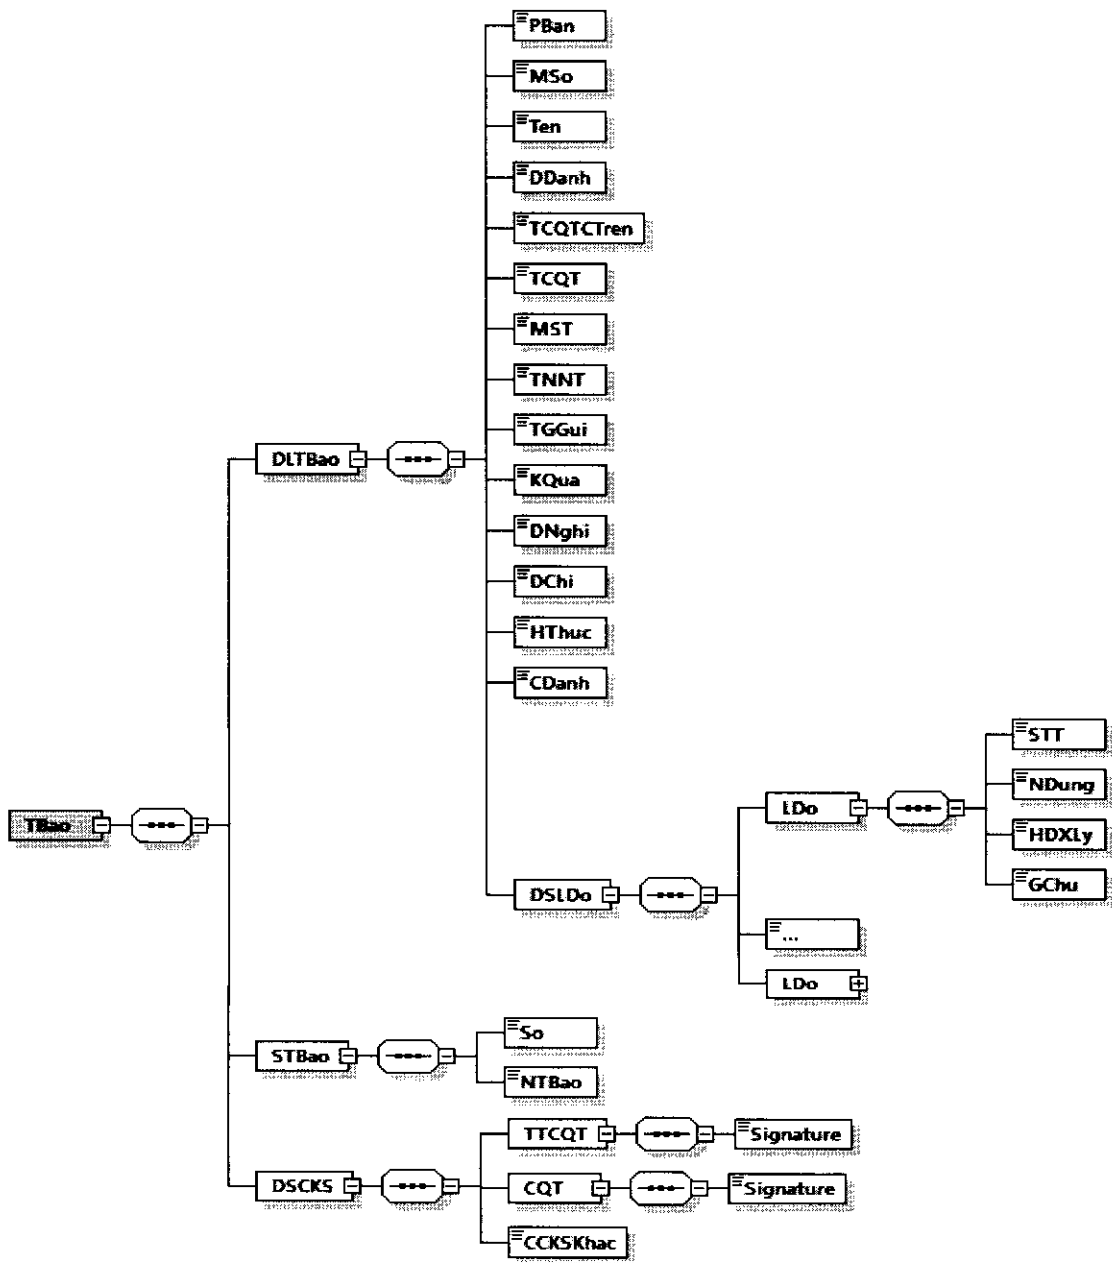 PBan
MSo
Ten
DDanh
TCQTCTren
TCQT
MST
TNNT
TGGui
DLTBao
KQua
DNghi
DChi
HThuc
CDanh
STT
NDung
LDo
TBao
HDXLy
GChu
DSLDo
...
LDo
So
STBao
NTBao
TTCQT
Signature
DSCKS
CQT
Signature
CCKSKhac